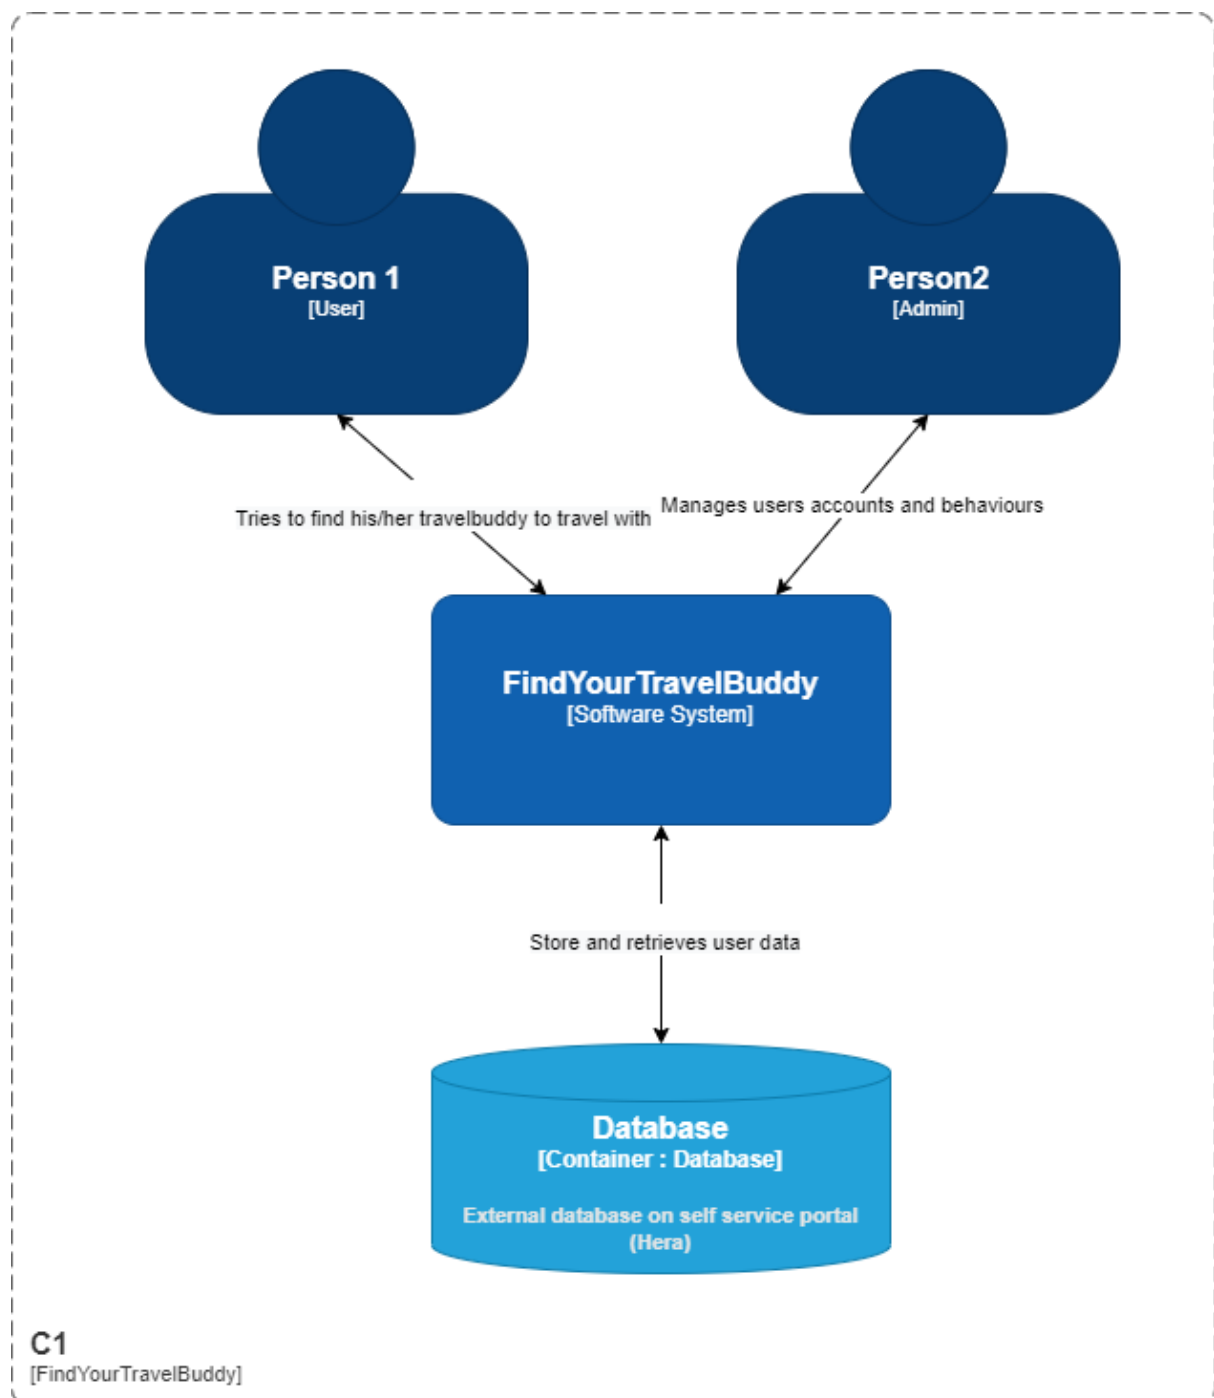 Person 1
[User]
Person2
[Admin]
Tries to find his/her travelbuddy to travel with
Manages users accounts and behaviours
FindYourTravelBuddy
[Software System]
Store and retrieves user data
Database
[Container : Database]
External database on self service portal
(Hera)
C1
[FindYourTravelBuddy]